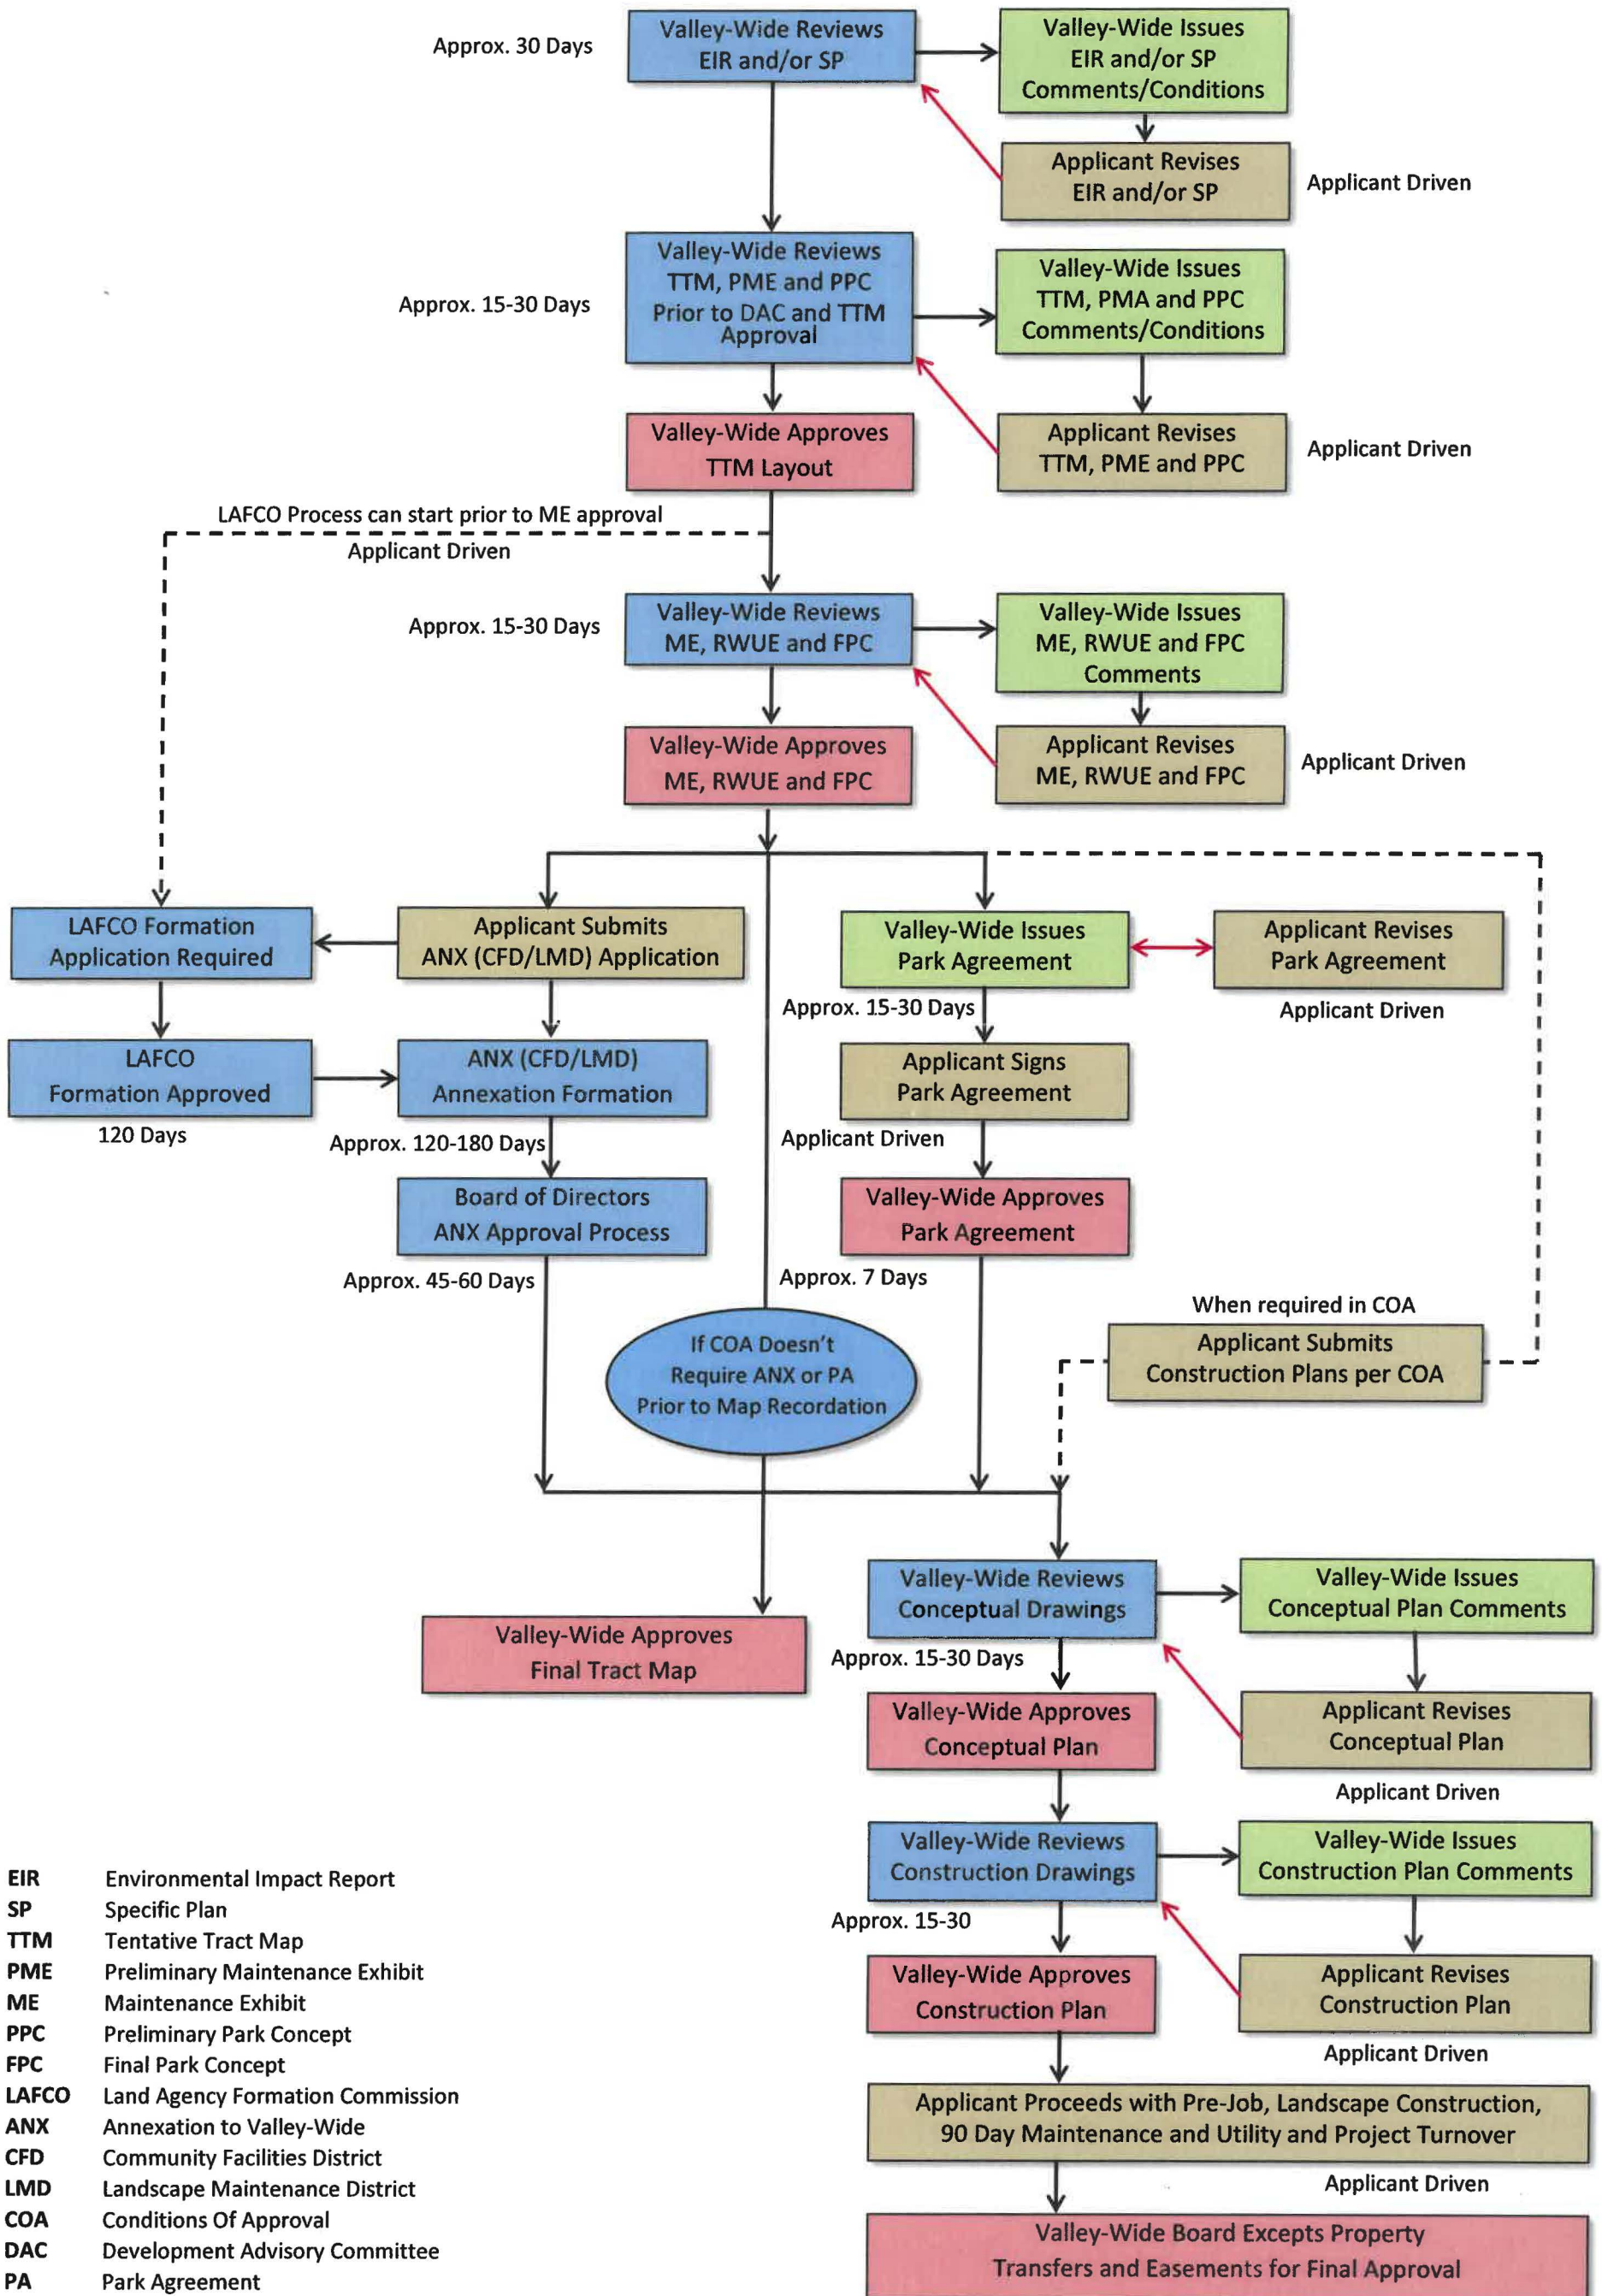 Approx. 30 Days
Valley-Wide Reviews
EIR and/or SP
Valley-Wide Issues
EIR and/or SP
Comments/Conditions
Applicant Revises
EIR and/or SP
Applicant Driven
Approx. 15-30 Days
Valley-Wide Reviews
TTM, PME and PPC
Prior to DAC and TTM
Approval
Valley-Wide Issues
TTM, PMA and PPC
Comments/Conditions
Valley-Wide Approves
TTM Layout
Applicant Revises
TTM, PME and PPC
Applicant Driven
LAFCO Process can start prior to ME approval
Applicant Driven
Approx. 15-30 Days
Valley-Wide Reviews
ME, RWUE and FPC
Valley-Wide Issues
ME, RWUE and FPC
Comments
Valley-Wide Approves
ME, RWUE and FPC
Applicant Revises
ME, RWUE and FPC
Applicant Driven
LAFCO Formation
Application Required
Applicant Submits
ANX (CFD/LMD) Application
Valley-Wide Issues
Park Agreement
Applicant Revises
Park Agreement
Approx. 15-30 Days
Applicant Driven
LAFCO
Formation Approved
120 Days
ANX (CFD/LMD)
Annexation Formation
Approx. 120-180 Days
Applicant Signs
Park Agreement
Applicant Driven
Board of Directors
ANX Approval Process
Approx. 45-60 Days
Valley-Wide Approves
Park Agreement
Approx. 7 Days
If COA Doesn't
Require ANX or PA
Prior to Map Recordation
When required in COA
Applicant Submits
Construction Plans per COA
Valley-Wide Approves
Final Tract Map
Valley-Wide Reviews
Conceptual Drawings
Valley-Wide Issues
Conceptual Plan Comments
Approx. 15-30 Days
Valley-Wide Approves
Conceptual Plan
Applicant Revises
Conceptual Plan
Applicant Driven
Valley-Wide Reviews
Construction Drawings
Valley-Wide Issues
Construction Plan Comments
Approx. 15-30
Valley-Wide Approves
Construction Plan
Applicant Revises
Construction Plan
Applicant Driven
Applicant Proceeds with Pre-Job, Landscape Construction,
90 Day Maintenance and Utility and Project Turnover
Applicant Driven
Valley-Wide Board Excepts Property
Transfers and Easements for Final Approval
EIR Environmental Impact Report
SP Specific Plan
TTM Tentative Tract Map
PME Preliminary Maintenance Exhibit
ME Maintenance Exhibit
PPC Preliminary Park Concept
FPC Final Park Concept
LAFCO Land Agency Formation Commission
ANX Annexation to Valley-Wide
CFD Community Facilities District
LMD Landscape Maintenance District
COA Conditions Of Approval
DAC Development Advisory Committee
PA Park Agreement